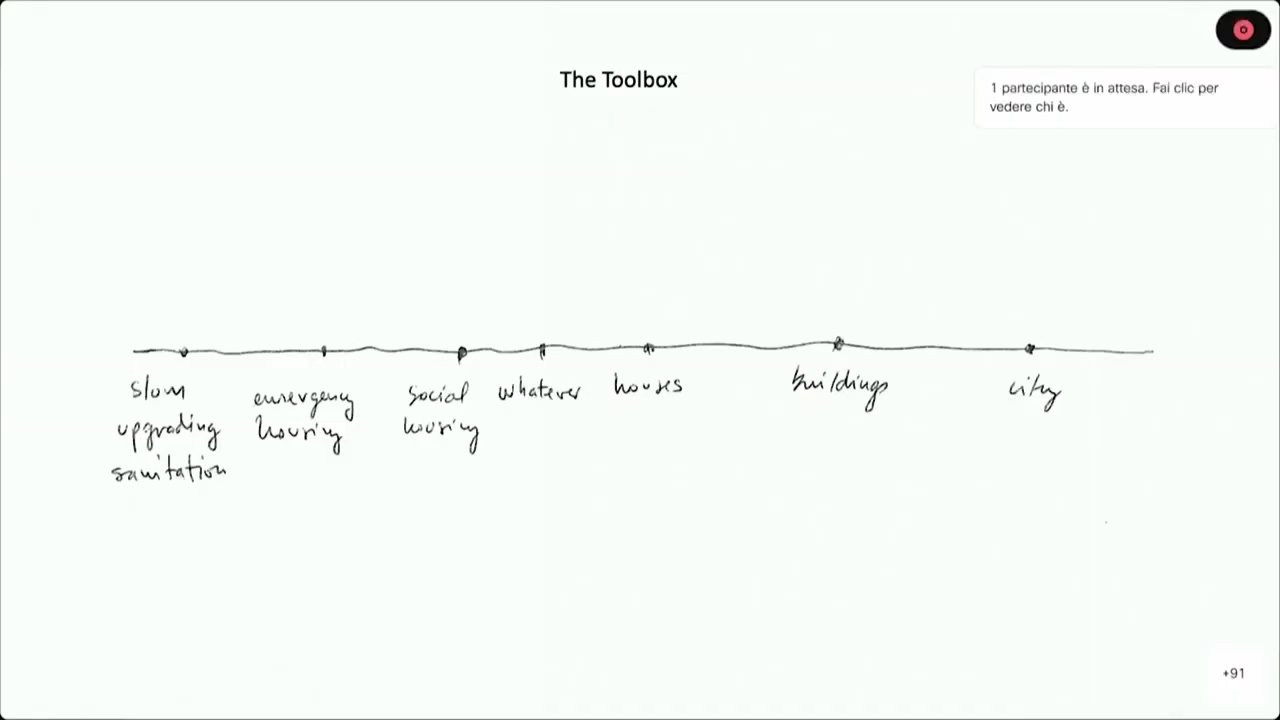 The Toolbox
1 partecipante è in attesa. Fai clic per
vedere chi è.
slum
upgrading
sanitation
emergency
housing
social
housing
whatever
houses
buildings
city
+91